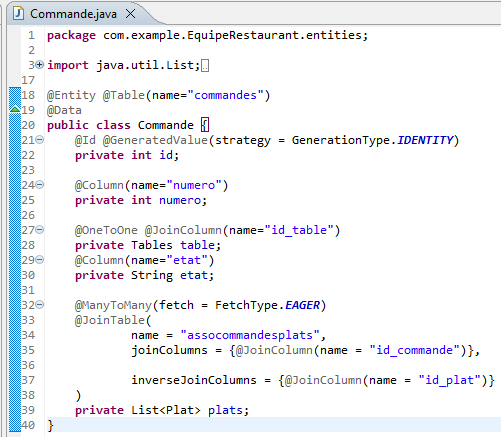 Commande.java
1 package com.example.EquipeRestaurant.entities;
2
3 import java.util.List;
17
18 @Entity @Table(name="commandes")
19 @Data
20 public class Commande {
21 @Id @GeneratedValue(strategy = GenerationType.IDENTITY)
22 private int id;
23
24 @Column(name="numero")
25 private int numero;
26
27 @OneToOne @JoinColumn(name="id_table")
28 private Tables table;
29 @Column(name="etat")
30 private String etat;
31
32 @ManyToMany(fetch = FetchType.EAGER)
33 @JoinTable(
34 name = "assocommandesplats",
35 joinColumns = {@JoinColumn(name = "id_commande")},
36
37 inverseJoinColumns = {@JoinColumn(name = "id_plat")}
38 )
39 private List<Plat> plats;
40 }